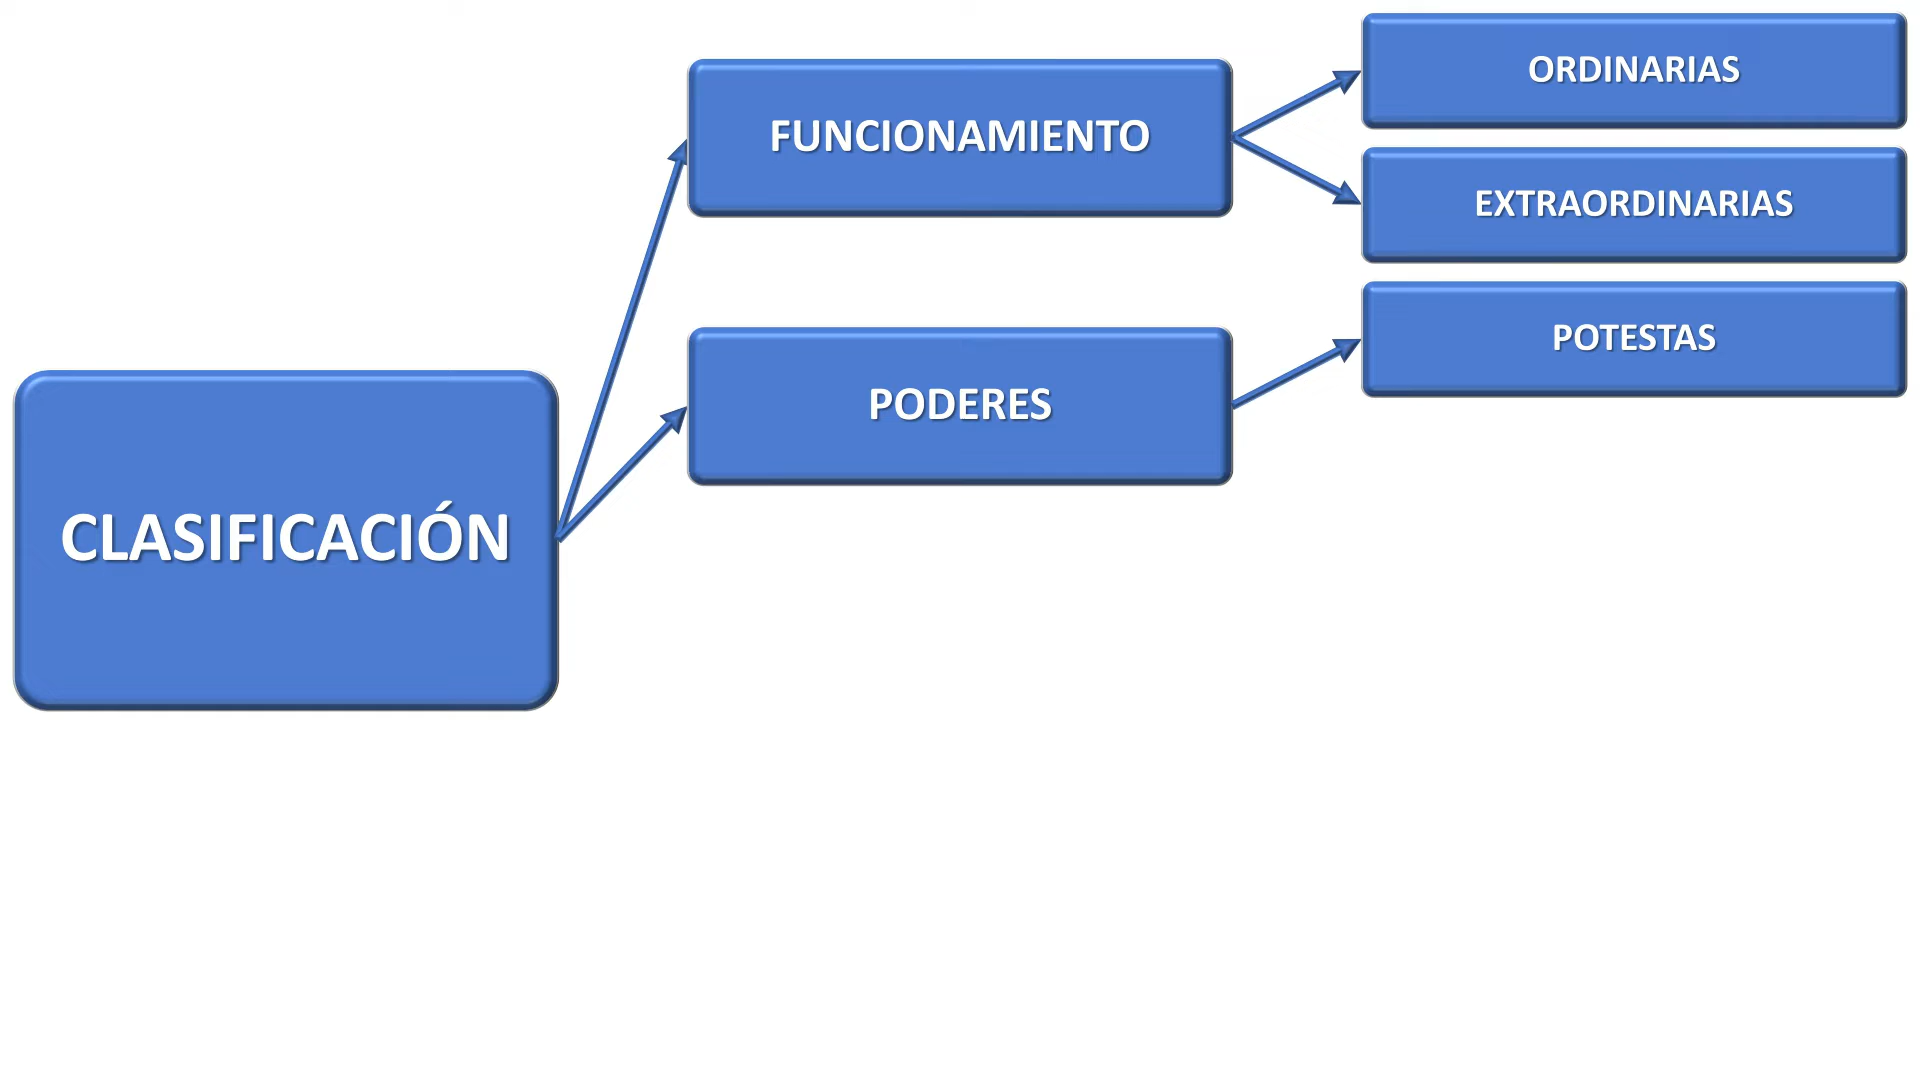 CLASIFICACIÓN
FUNCIONAMIENTO
ORDINARIAS
EXTRAORDINARIAS
PODERES
POTESTAS